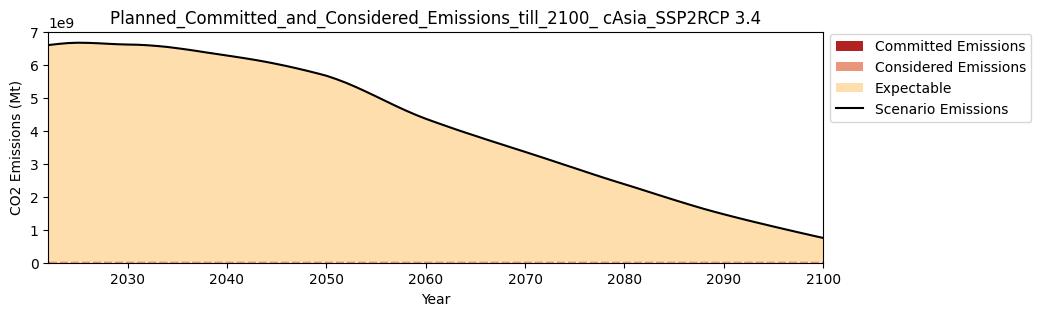 Planned_Committed_and_Considered_Emissions_till_2100_ cAsia_SSP2RCP 3.4
1e9
7
6
5
4
3
2
1
0
CO2 Emissions (Mt)
2030 2040 2050 2060 2070 2080 2090 2100
Year
Committed Emissions
Considered Emissions
Expectable
Scenario Emissions